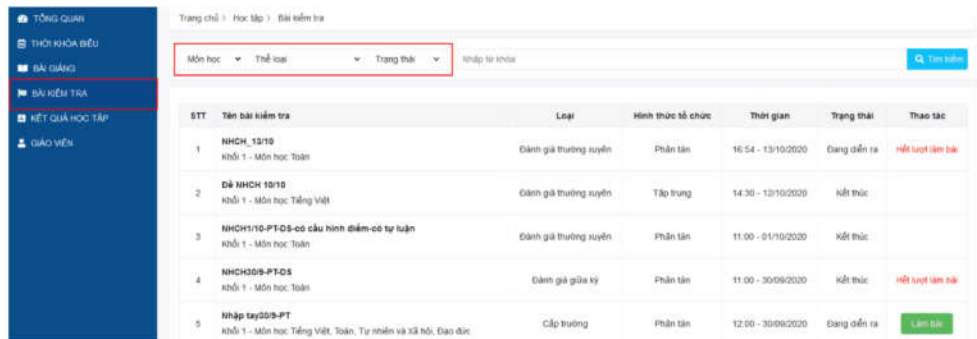 TỔNG QUAN
THỜI KHÓA BIỂU
BÀI GIẢNG
BÀI KIỂM TRA
KẾT QUẢ HỌC TẬP
GIÁO VIÊN
Trang chủ > Học tập > Bài kiểm tra
Môn học Thể loại Trạng thái Nhập từ khóa Tìm kiếm
STT Tên bài kiểm tra Loại Hình thức tổ chức Thời gian Trạng thái Thao tác
1 NHCH_13/10 Đánh giá thường xuyên Phân tán 16:54 - 13/10/2020 Đang diễn ra Hết lượt làm bài
Khối 1 - Môn học: Toán
2 Đề NHCH 10/10 Đánh giá thường xuyên Tập trung 14:30 - 12/10/2020 Kết thúc
Khối 1 - Môn học: Tiếng Việt
3 NHCH1/10-PT-DS-có cấu hình điểm-có tự luận Đánh giá thường xuyên Phân tán 11:00 - 01/10/2020 Kết thúc
Khối 1 - Môn học: Toán
4 NHCH30/9-PT-DS Đánh giá giữa kỳ Phân tán 11:00 - 30/09/2020 Kết thúc Hết lượt làm bài
Khối 1 - Môn học: Toán
5 Nhập tay30/9-PT Cấp trường Phân tán 12:00 - 30/09/2020 Đang diễn ra Làm bài
Khối 1 - Môn học: Tiếng Việt, Toán, Tự nhiên và Xã hội, Đạo đức